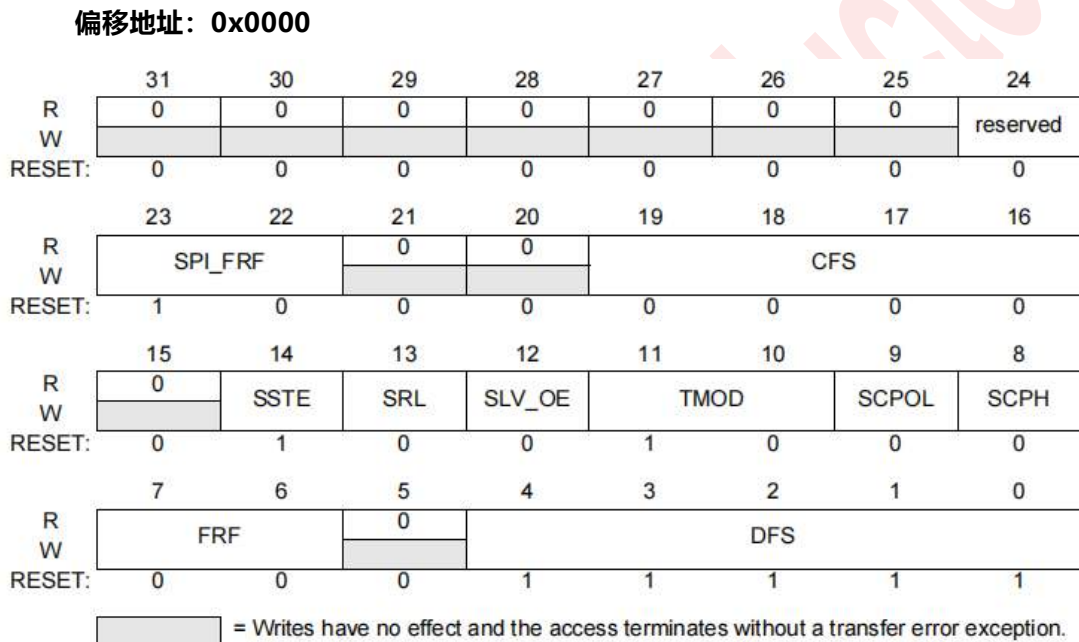 偏移地址：0x0000
31 30 29 28 27 26 25 24
R 0 0 0 0 0 0 0 reserved
W
RESET: 0 0 0 0 0 0 0 0
23 22 21 20 19 18 17 16
R SPI_FRF 0 0 CFS
W
RESET: 1 0 0 0 0 0 0 0
15 14 13 12 11 10 9 8
R 0 SSTE SRL SLV_OE TMOD SCPOL SCPH
W
RESET: 0 1 0 0 1 0 0 0
7 6 5 4 3 2 1 0
R FRF 0 DFS
W
RESET: 0 0 0 1 1 1 1 1
= Writes have no effect and the access terminates without a transfer error exception.